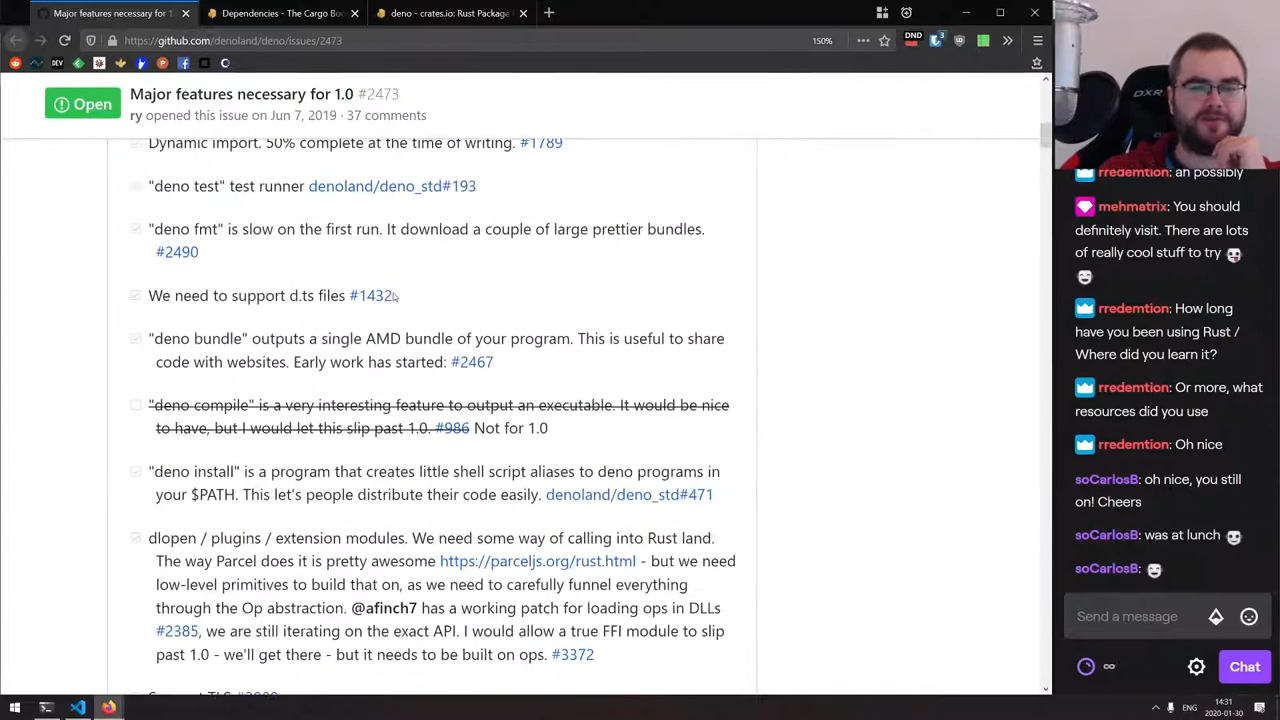 Major features necessary for 1
Dependencies - The Cargo Bo
deno - crates.io: Rust Package
https://github.com/denoland/deno/issues/2473
150%
DND
3
DEV
Open
Major features necessary for 1.0 #2473
ry opened this issue on Jun 7, 2019 · 37 comments
Dynamic import. 50% complete at the time of writing. #1789
"deno test" test runner denoland/deno_std#193
"deno fmt" is slow on the first run. It download a couple of large prettier bundles.
#2490
We need to support d.ts files #1432
"deno bundle" outputs a single AMD bundle of your program. This is useful to share
code with websites. Early work has started: #2467
"deno compile" is a very interesting feature to output an executable. It would be nice
to have, but I would let this slip past 1.0. #986 Not for 1.0
"deno install" is a program that creates little shell script aliases to deno programs in
your $PATH. This let's people distribute their code easily. denoland/deno_std#471
dlopen / plugins / extension modules. We need some way of calling into Rust land.
The way Parcel does it is pretty awesome https://parceljs.org/rust.html - but we need
low-level primitives to build that on, as we need to carefully funnel everything
through the Op abstraction. @afinch7 has a working patch for loading ops in DLLs
#2385, we are still iterating on the exact API. I would allow a true FFI module to slip
past 1.0 - we'll get there - but it needs to be built on ops. #3372
Support TLS
DXR
rredemtion: ah possibly
mehmatrix: You should
definitely visit. There are lots
of really cool stuff to try
rredemtion: How long
have you been using Rust /
Where did you learn it?
rredemtion: Or more, what
resources did you use
rredemtion: Oh nice
soCarlosB: oh nice, you still
on! Cheers
soCarlosB: was at lunch
soCarlosB:
Send a message
Chat
ENG
14:31
2020-01-30